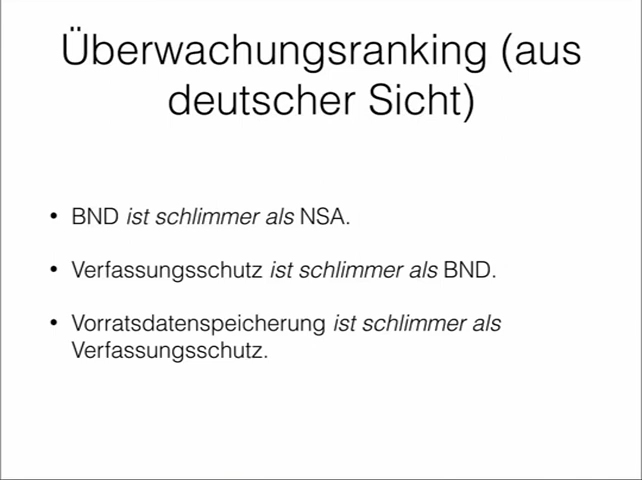 Überwachungsranking (aus
deutscher Sicht)
• BND ist schlimmer als NSA.
• Verfassungsschutz ist schlimmer als BND.
• Vorratsdatenspeicherung ist schlimmer als
Verfassungsschutz.